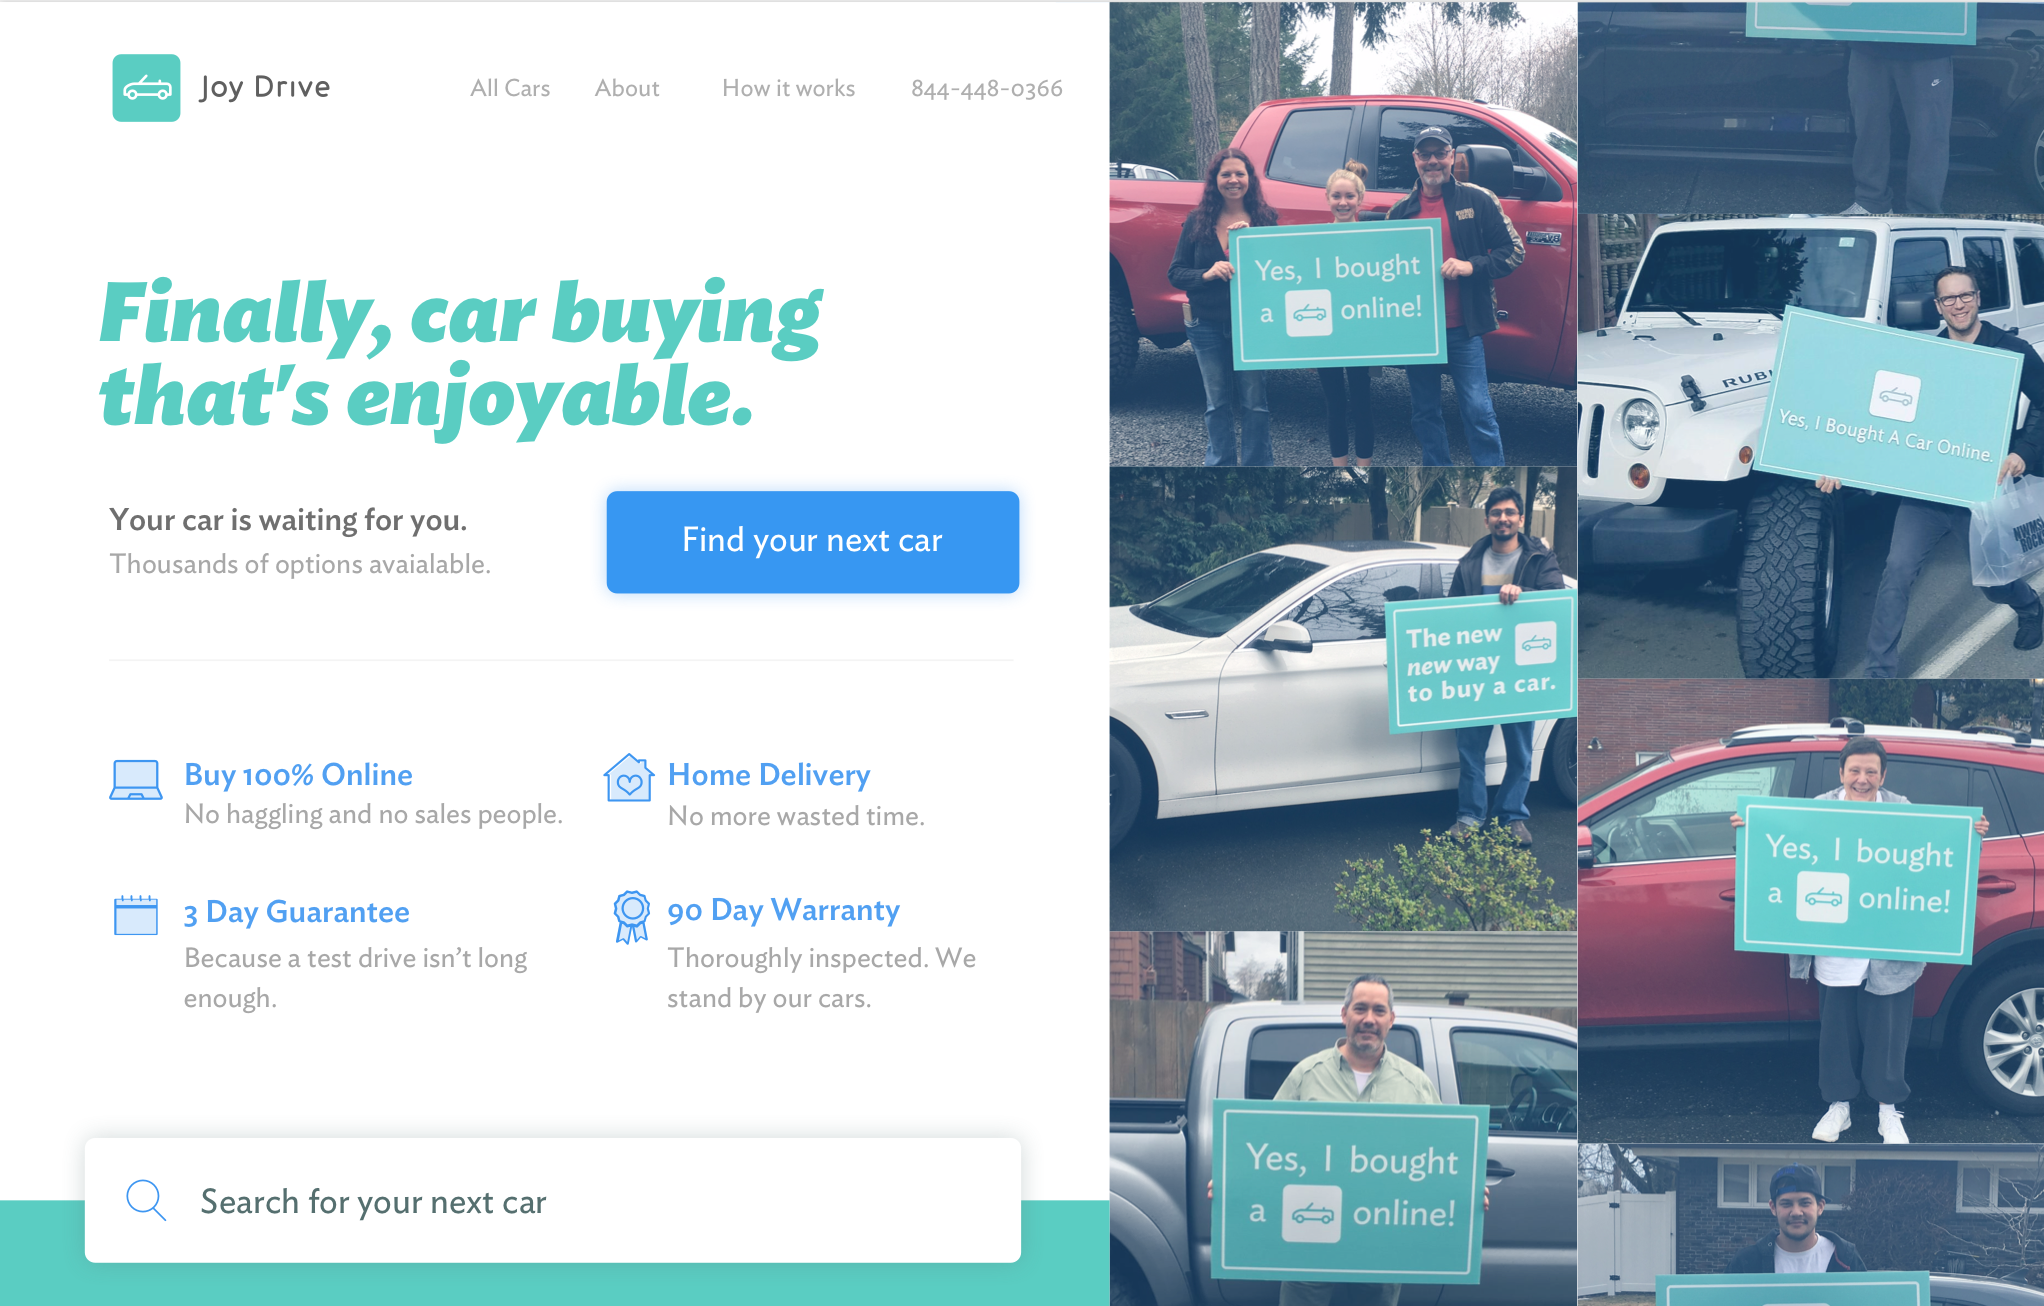 Joy Drive
All Cars
About
How it works
844-448-0366
Finally, car buying
that's enjoyable.
Your car is waiting for you.
Thousands of options avaialable.
Find your next car
Buy 100% Online
No haggling and no sales people.
Home Delivery
No more wasted time.
3 Day Guarantee
Because a test drive isn’t long
enough.
90 Day Warranty
Thoroughly inspected. We
stand by our cars.
Search for your next car
Yes, I bought
a online!
RUBI
Yes, I Bought A Car Online.
The new
new way
to buy a car.
Yes, I bought
a online!
Yes, I bought
a online!